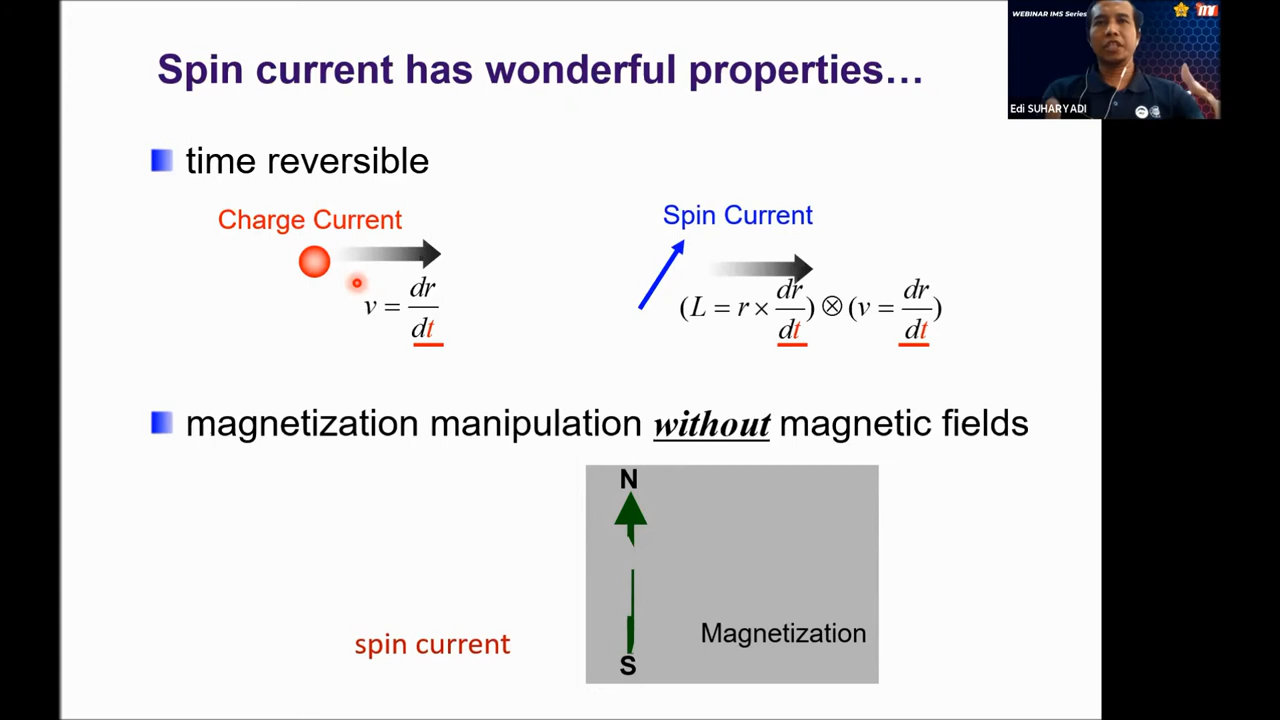 WEBINAR IMS Series
Edi SUHARYADI
Spin current has wonderful properties…
time reversible
Charge Current
v = dr/dt
Spin Current
(L = r × dr/dt) ⊗ (v = dr/dt)
magnetization manipulation without magnetic fields
N
Magnetization
spin current
S